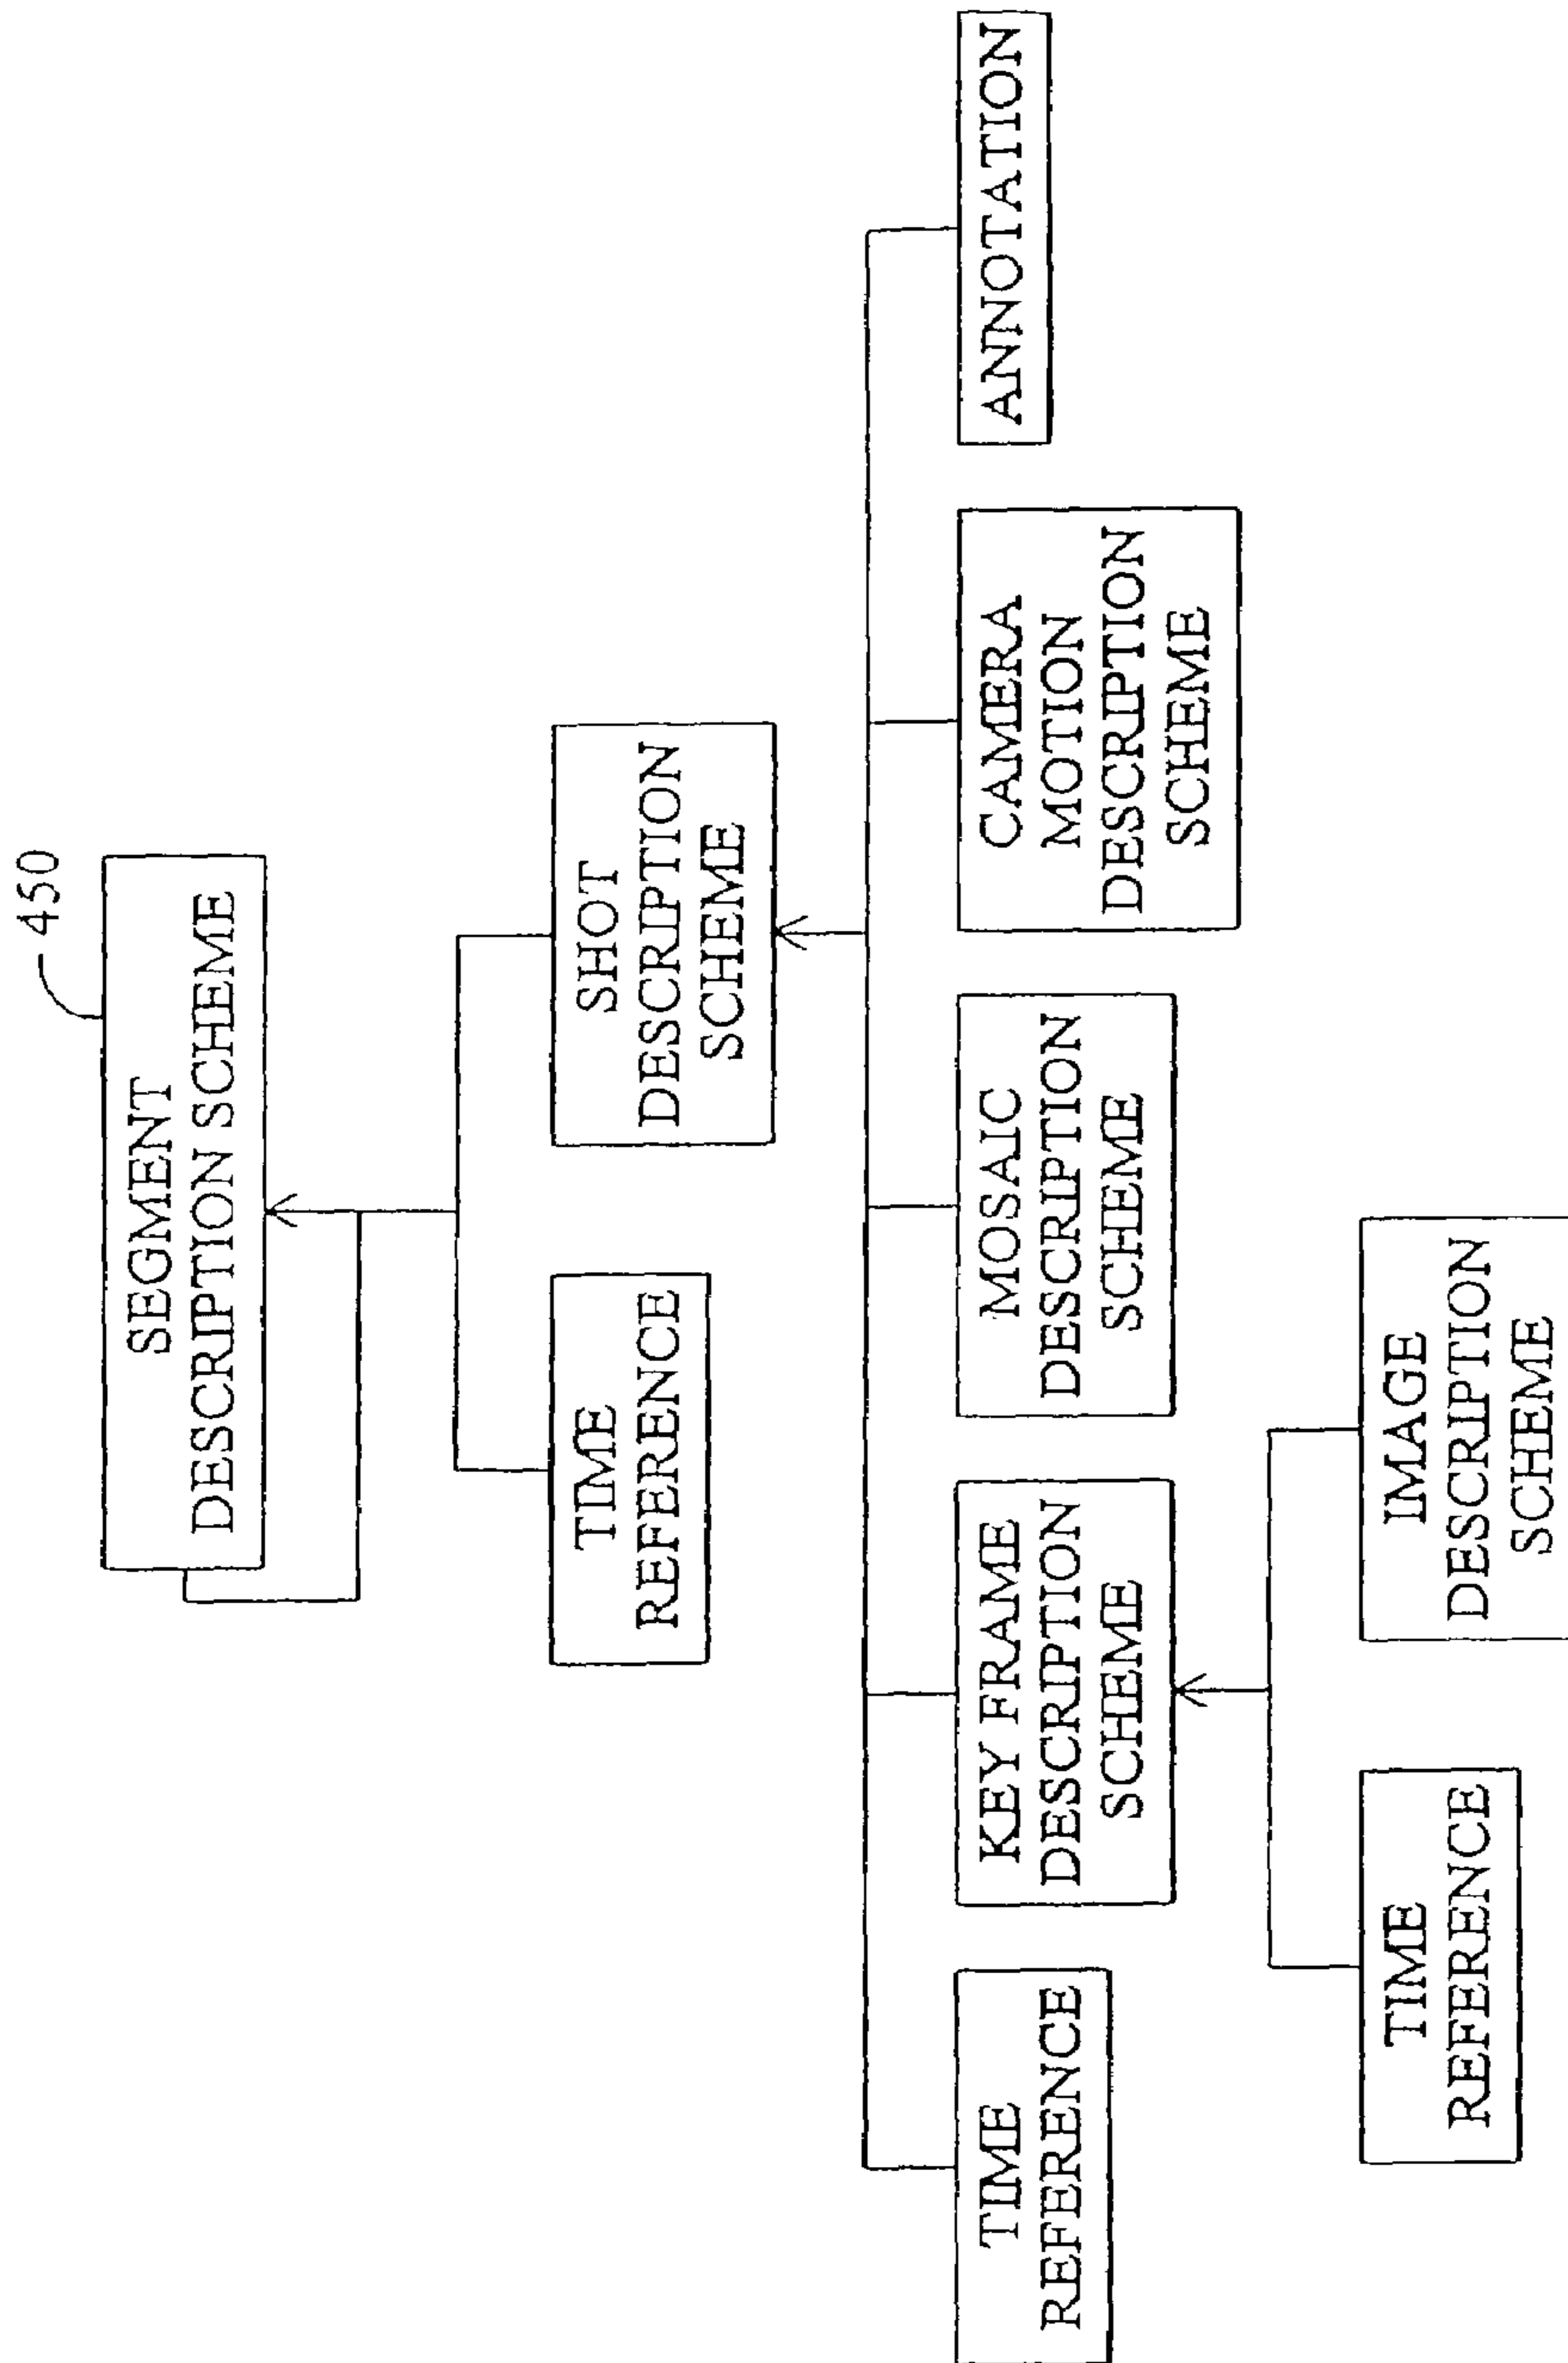 450
SEGMENT
DESCRIPTION SCHEME
TIME
REFERENCE
SHOT
DESCRIPTION
SCHEME
TIME
REFERENCE
KEY FRAME
DESCRIPTION
SCHEME
MOSAIC
DESCRIPTION
SCHEME
CAMERA
MOTION
DESCRIPTION
SCHEME
ANNOTATION
TIME
REFERENCE
IMAGE
DESCRIPTION
SCHEME